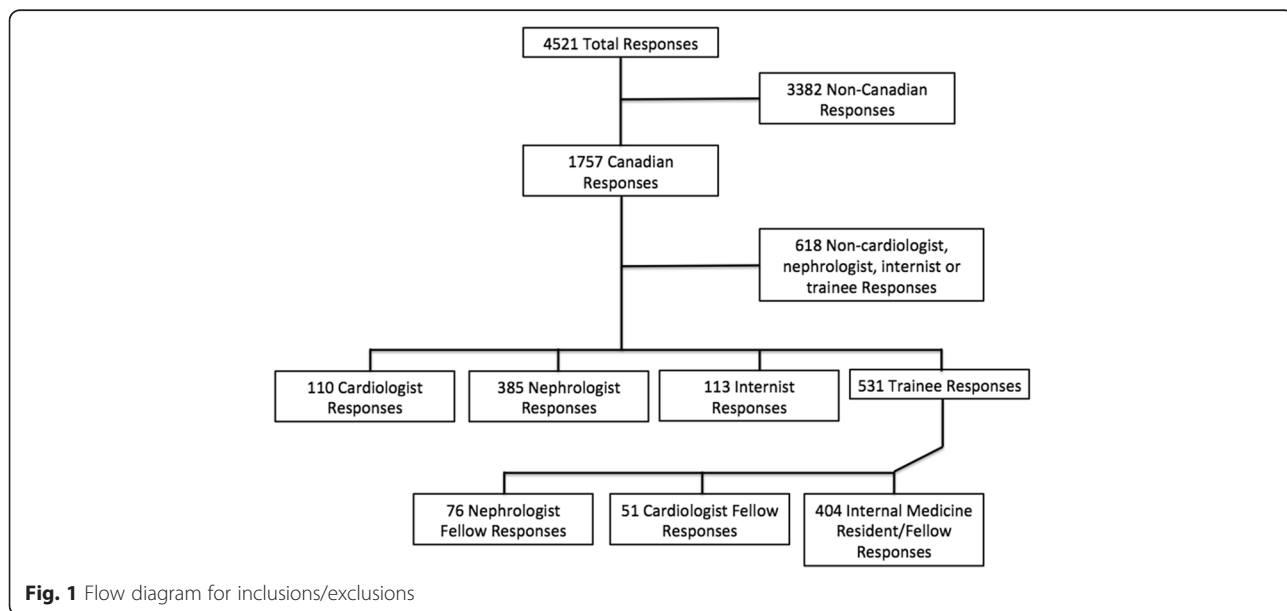 4521 Total Responses
3382 Non-Canadian
Responses
1757 Canadian
Responses
618 Non-cardiologist,
nephrologist, internist or
trainee Responses
110 Cardiologist
Responses
385 Nephrologist
Responses
113 Internist
Responses
531 Trainee Responses
76 Nephrologist
Fellow Responses
51 Cardiologist Fellow
Responses
404 Internal Medicine
Resident/Fellow
Responses
Fig. 1 Flow diagram for inclusions/exclusions